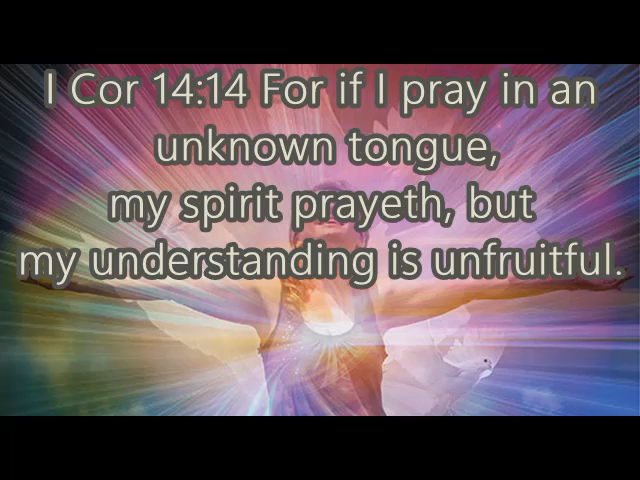 I Cor 14:14 For if I pray in an
unknown tongue,
my spirit prayeth, but
my understanding is unfruitful.